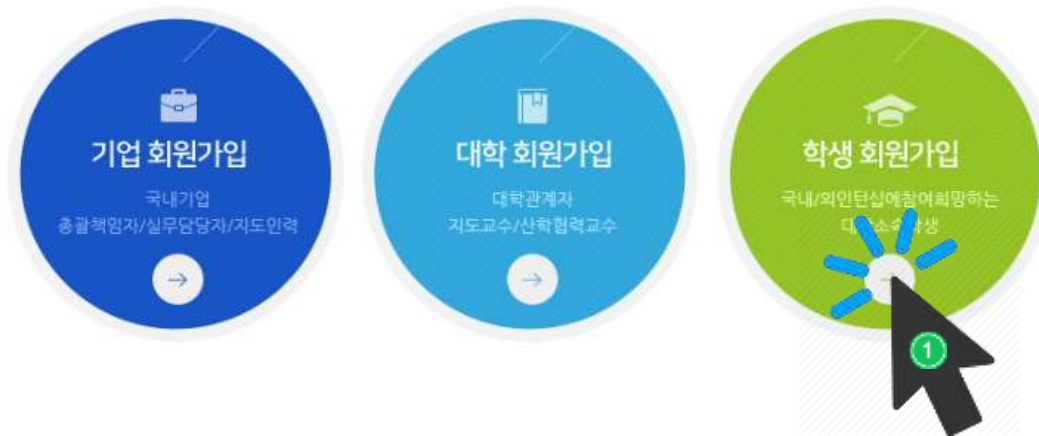 기업 회원가입
국내기업
총괄책임자/실무담당자/지도인력
대학 회원가입
대학관계자
지도교수/산학협력교수
학생 회원가입
국내/외인턴십에참여희망하는
1